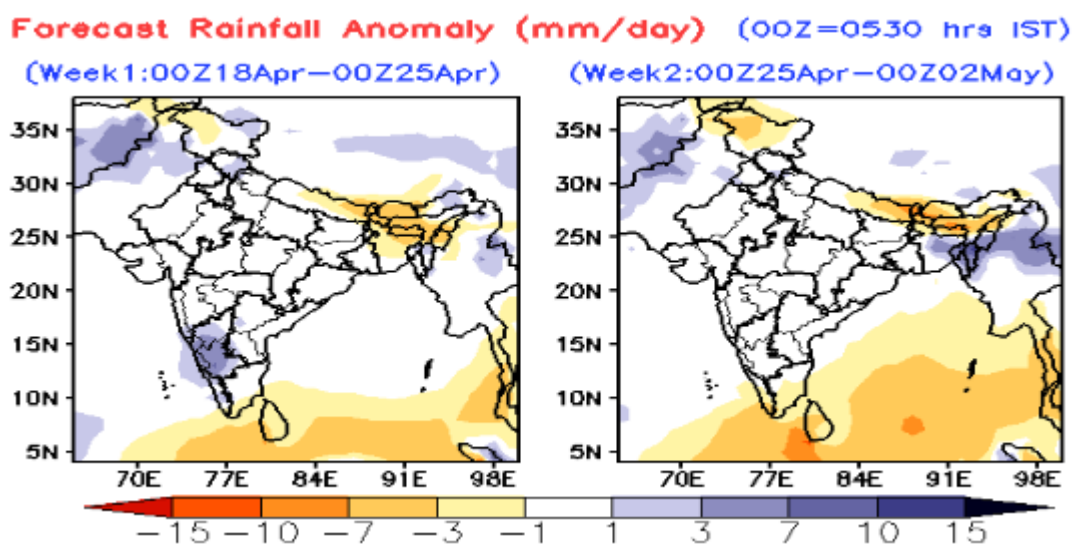 Forecast Rainfall Anomaly (mm/day) (00Z=0530 hrs IST)
(Week1:00Z18Apr−00Z25Apr) (Week2:00Z25Apr−00Z02May)
35N 35N
30N 30N
25N 25N
20N 20N
15N 15N
10N 10N
5N 5N
70E 77E 84E 91E 98E 70E 77E 84E 91E 98E
−15 −10 −7 −3 −1 1 3 7 10 15